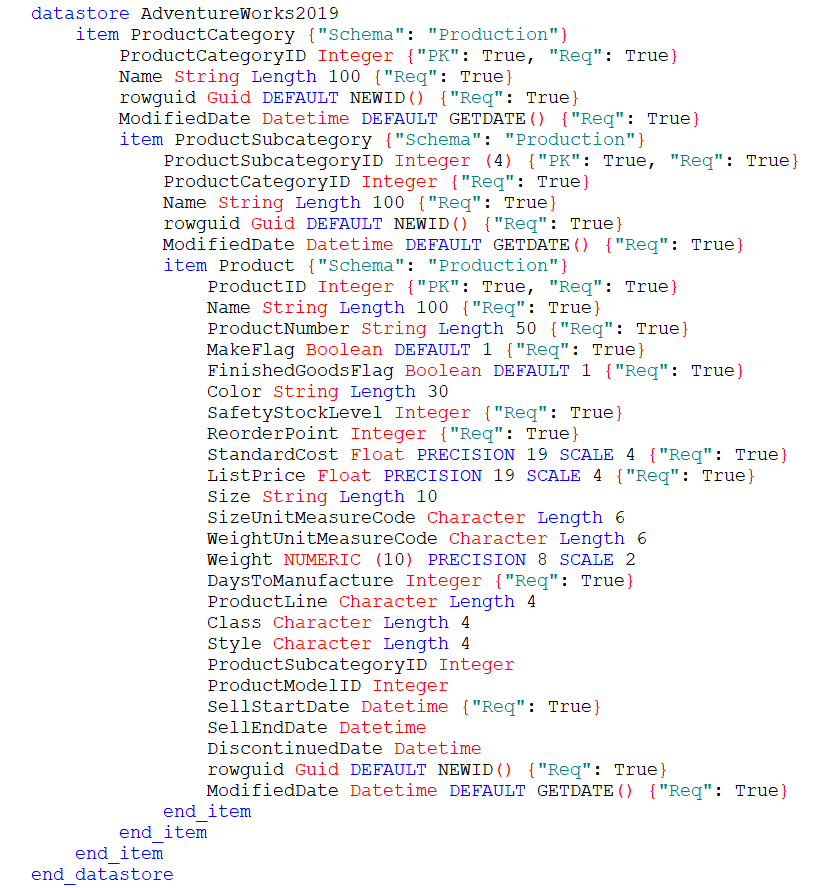 datastore AdventureWorks2019
item ProductCategory {"Schema": "Production"}
ProductCategoryID Integer {"PK": True, "Req": True}
Name String Length 100 {"Req": True}
rowguid Guid DEFAULT NEWID() {"Req": True}
ModifiedDate Datetime DEFAULT GETDATE() {"Req": True}
item ProductSubcategory {"Schema": "Production"}
ProductSubcategoryID Integer (4) {"PK": True, "Req": True}
ProductCategoryID Integer {"Req": True}
Name String Length 100 {"Req": True}
rowguid Guid DEFAULT NEWID() {"Req": True}
ModifiedDate Datetime DEFAULT GETDATE() {"Req": True}
item Product {"Schema": "Production"}
ProductID Integer {"PK": True, "Req": True}
Name String Length 100 {"Req": True}
ProductNumber String Length 50 {"Req": True}
MakeFlag Boolean DEFAULT 1 {"Req": True}
FinishedGoodsFlag Boolean DEFAULT 1 {"Req": True}
Color String Length 30
SafetyStockLevel Integer {"Req": True}
ReorderPoint Integer {"Req": True}
StandardCost Float PRECISION 19 SCALE 4 {"Req": True}
ListPrice Float PRECISION 19 SCALE 4 {"Req": True}
Size String Length 10
SizeUnitMeasureCode Character Length 6
WeightUnitMeasureCode Character Length 6
Weight NUMERIC (10) PRECISION 8 SCALE 2
DaysToManufacture Integer {"Req": True}
ProductLine Character Length 4
Class Character Length 4
Style Character Length 4
ProductSubcategoryID Integer
ProductModelID Integer
SellStartDate Datetime {"Req": True}
SellEndDate Datetime
DiscontinuedDate Datetime
rowguid Guid DEFAULT NEWID() {"Req": True}
ModifiedDate Datetime DEFAULT GETDATE() {"Req": True}
end_item
end_item
end_item
end_datastore